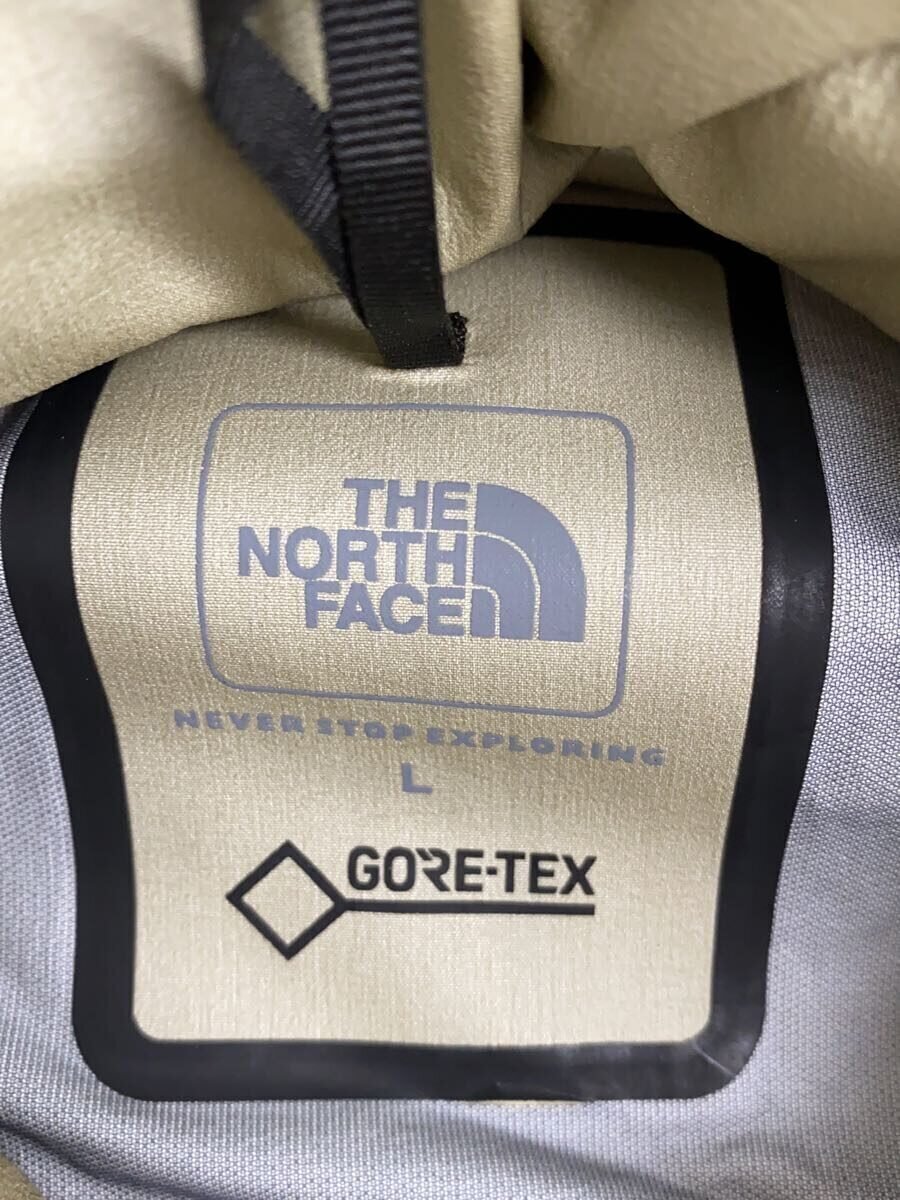 THE
NORTH
FACE
NEVER STOP EXPLORING
L
GORE-TEX